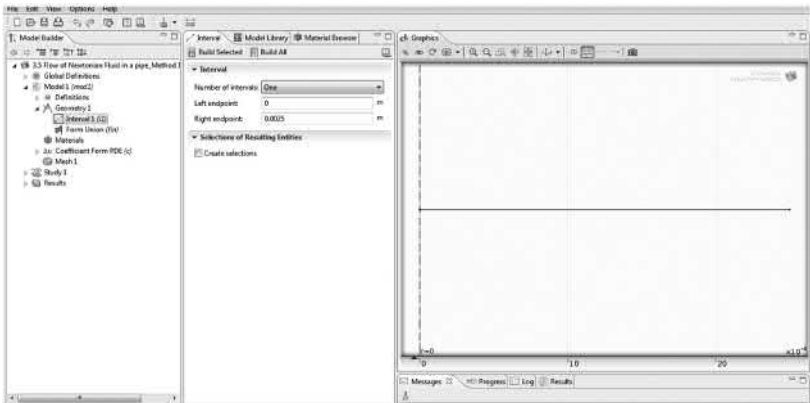 File Edit View Options Help
Model Builder
3.5 Flow of Newtonian Fluid in a pipe_Method 1
Global Definitions
Model 1 (mod1)
Definitions
Geometry 1
Interval 1 (i1)
Form Union (fin)
Materials
Coefficient Form PDE (c)
Mesh 1
Study 1
Results
Interval Model Library Material Browser
Build Selected Build All
Interval
Number of intervals: One
Left endpoint: 0 m
Right endpoint: 0.0025 m
Selections of Resulting Entities
Create selections
Graphics
r=0
0 10 20
Messages Progress Log Results